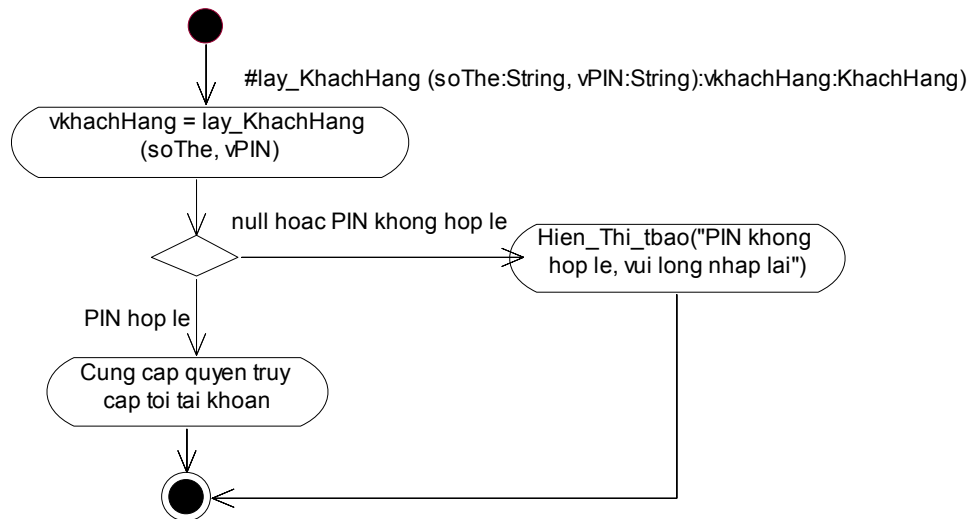 #lay_KhachHang (soThe:String, vPIN:String):vkhachHang:KhachHang)
vkhachHang = lay_KhachHang
(soThe, vPIN)
null hoac PIN khong hop le
Hien_Thi_tbao("PIN khong
hop le, vui long nhap lai")
PIN hop le
Cung cap quyen truy
cap toi tai khoan